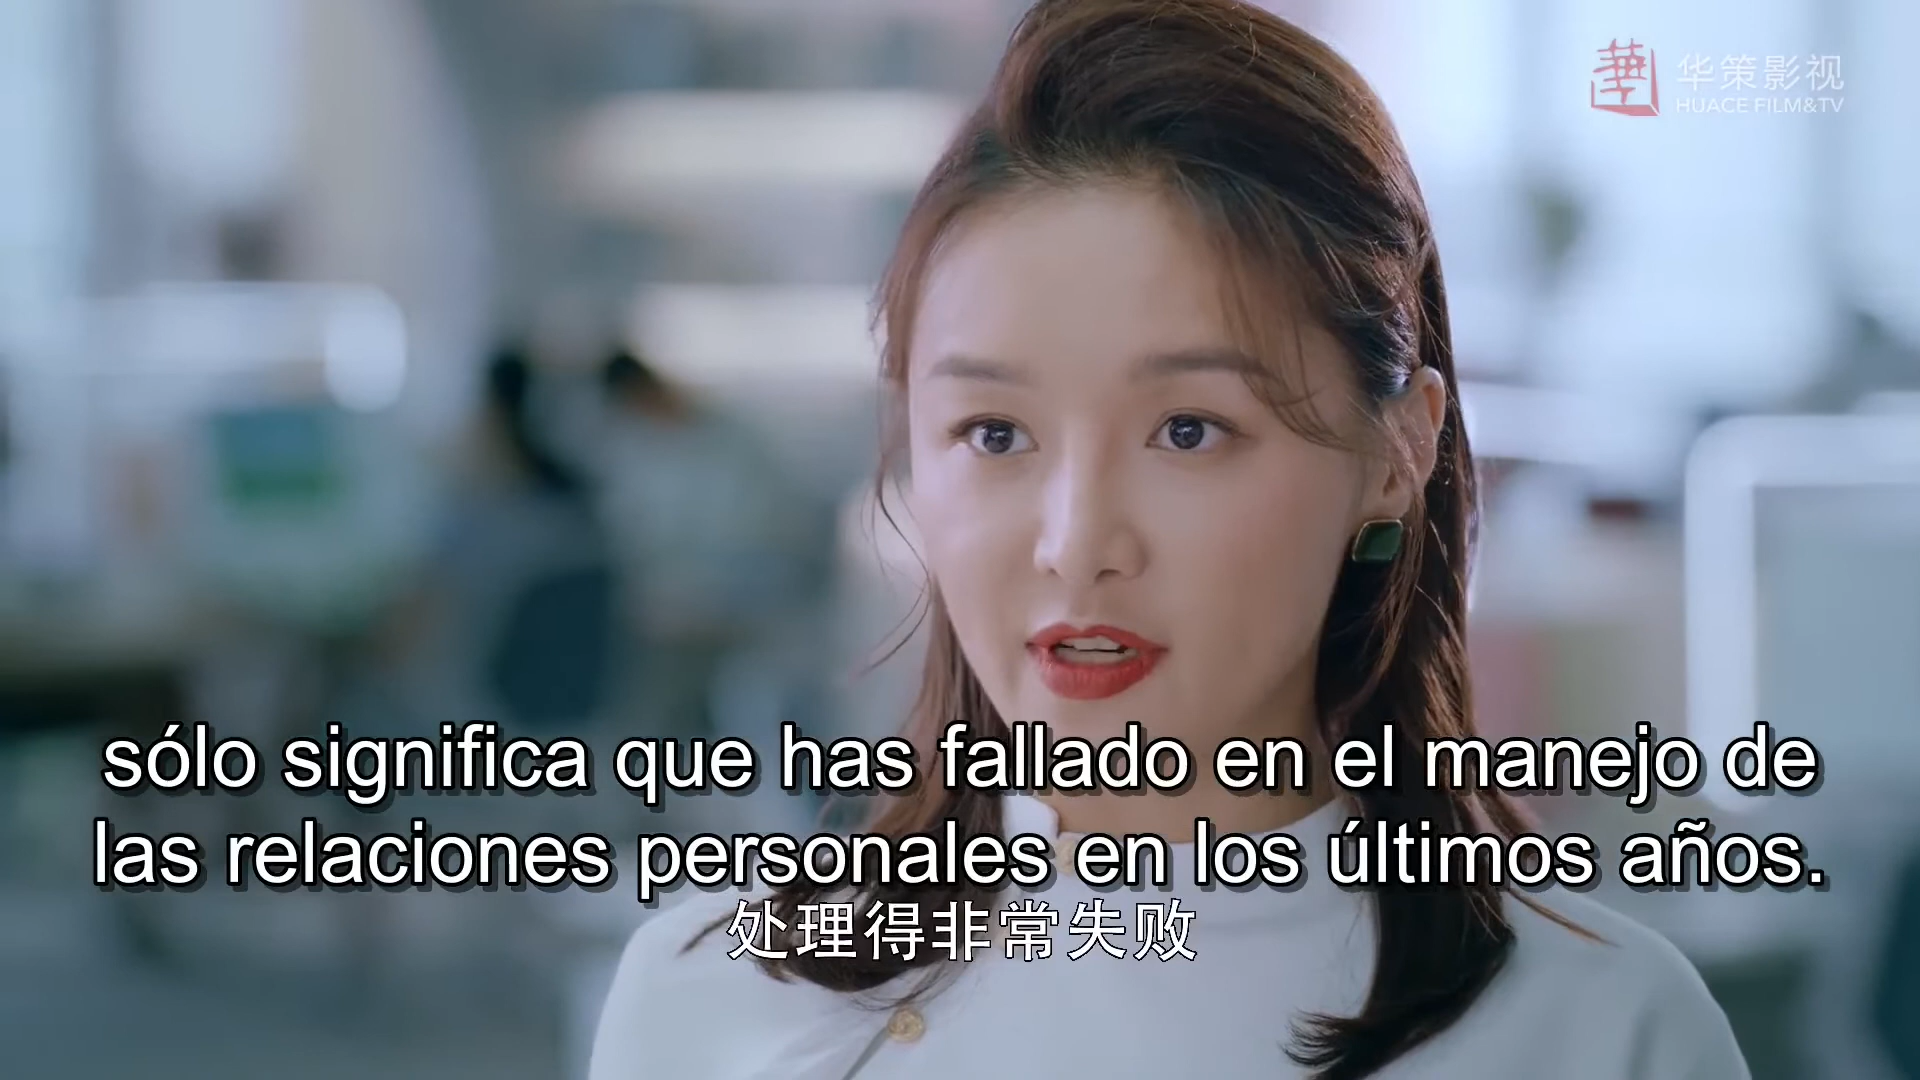 華 华策影视
HUACE FILM&TV
sólo significa que has fallado en el manejo de
las relaciones personales en los últimos años.
处理得非常失败